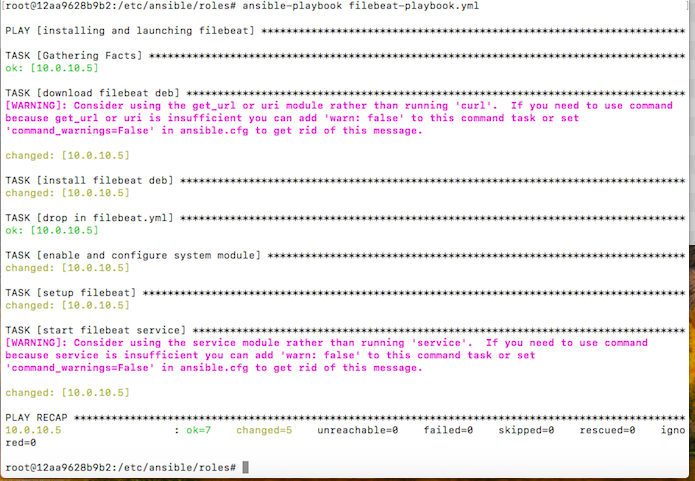 [root@12aa9628b9b2:/etc/ansible/roles# ansible-playbook filebeat-playbook.yml
PLAY [installing and launching filebeat] *******************************************************************
TASK [Gathering Facts] *************************************************************************************
ok: [10.0.10.5]
TASK [download filebeat deb] *******************************************************************************
[WARNING]: Consider using the get_url or uri module rather than running 'curl'.  If you need to use command
because get_url or uri is insufficient you can add 'warn: false' to this command task or set
'command_warnings=False' in ansible.cfg to get rid of this message.
changed: [10.0.10.5]
TASK [install filebeat deb] ********************************************************************************
changed: [10.0.10.5]
TASK [drop in filebeat.yml] ********************************************************************************
ok: [10.0.10.5]
TASK [enable and configure system module] ******************************************************************
changed: [10.0.10.5]
TASK [setup filebeat] **************************************************************************************
changed: [10.0.10.5]
TASK [start filebeat service] ******************************************************************************
[WARNING]: Consider using the service module rather than running 'service'.  If you need to use command
because service is insufficient you can add 'warn: false' to this command task or set
'command_warnings=False' in ansible.cfg to get rid of this message.
changed: [10.0.10.5]
PLAY RECAP *************************************************************************************************
10.0.10.5                  : ok=7    changed=5    unreachable=0    failed=0    skipped=0    rescued=0    igno
red=0
root@12aa9628b9b2:/etc/ansible/roles#